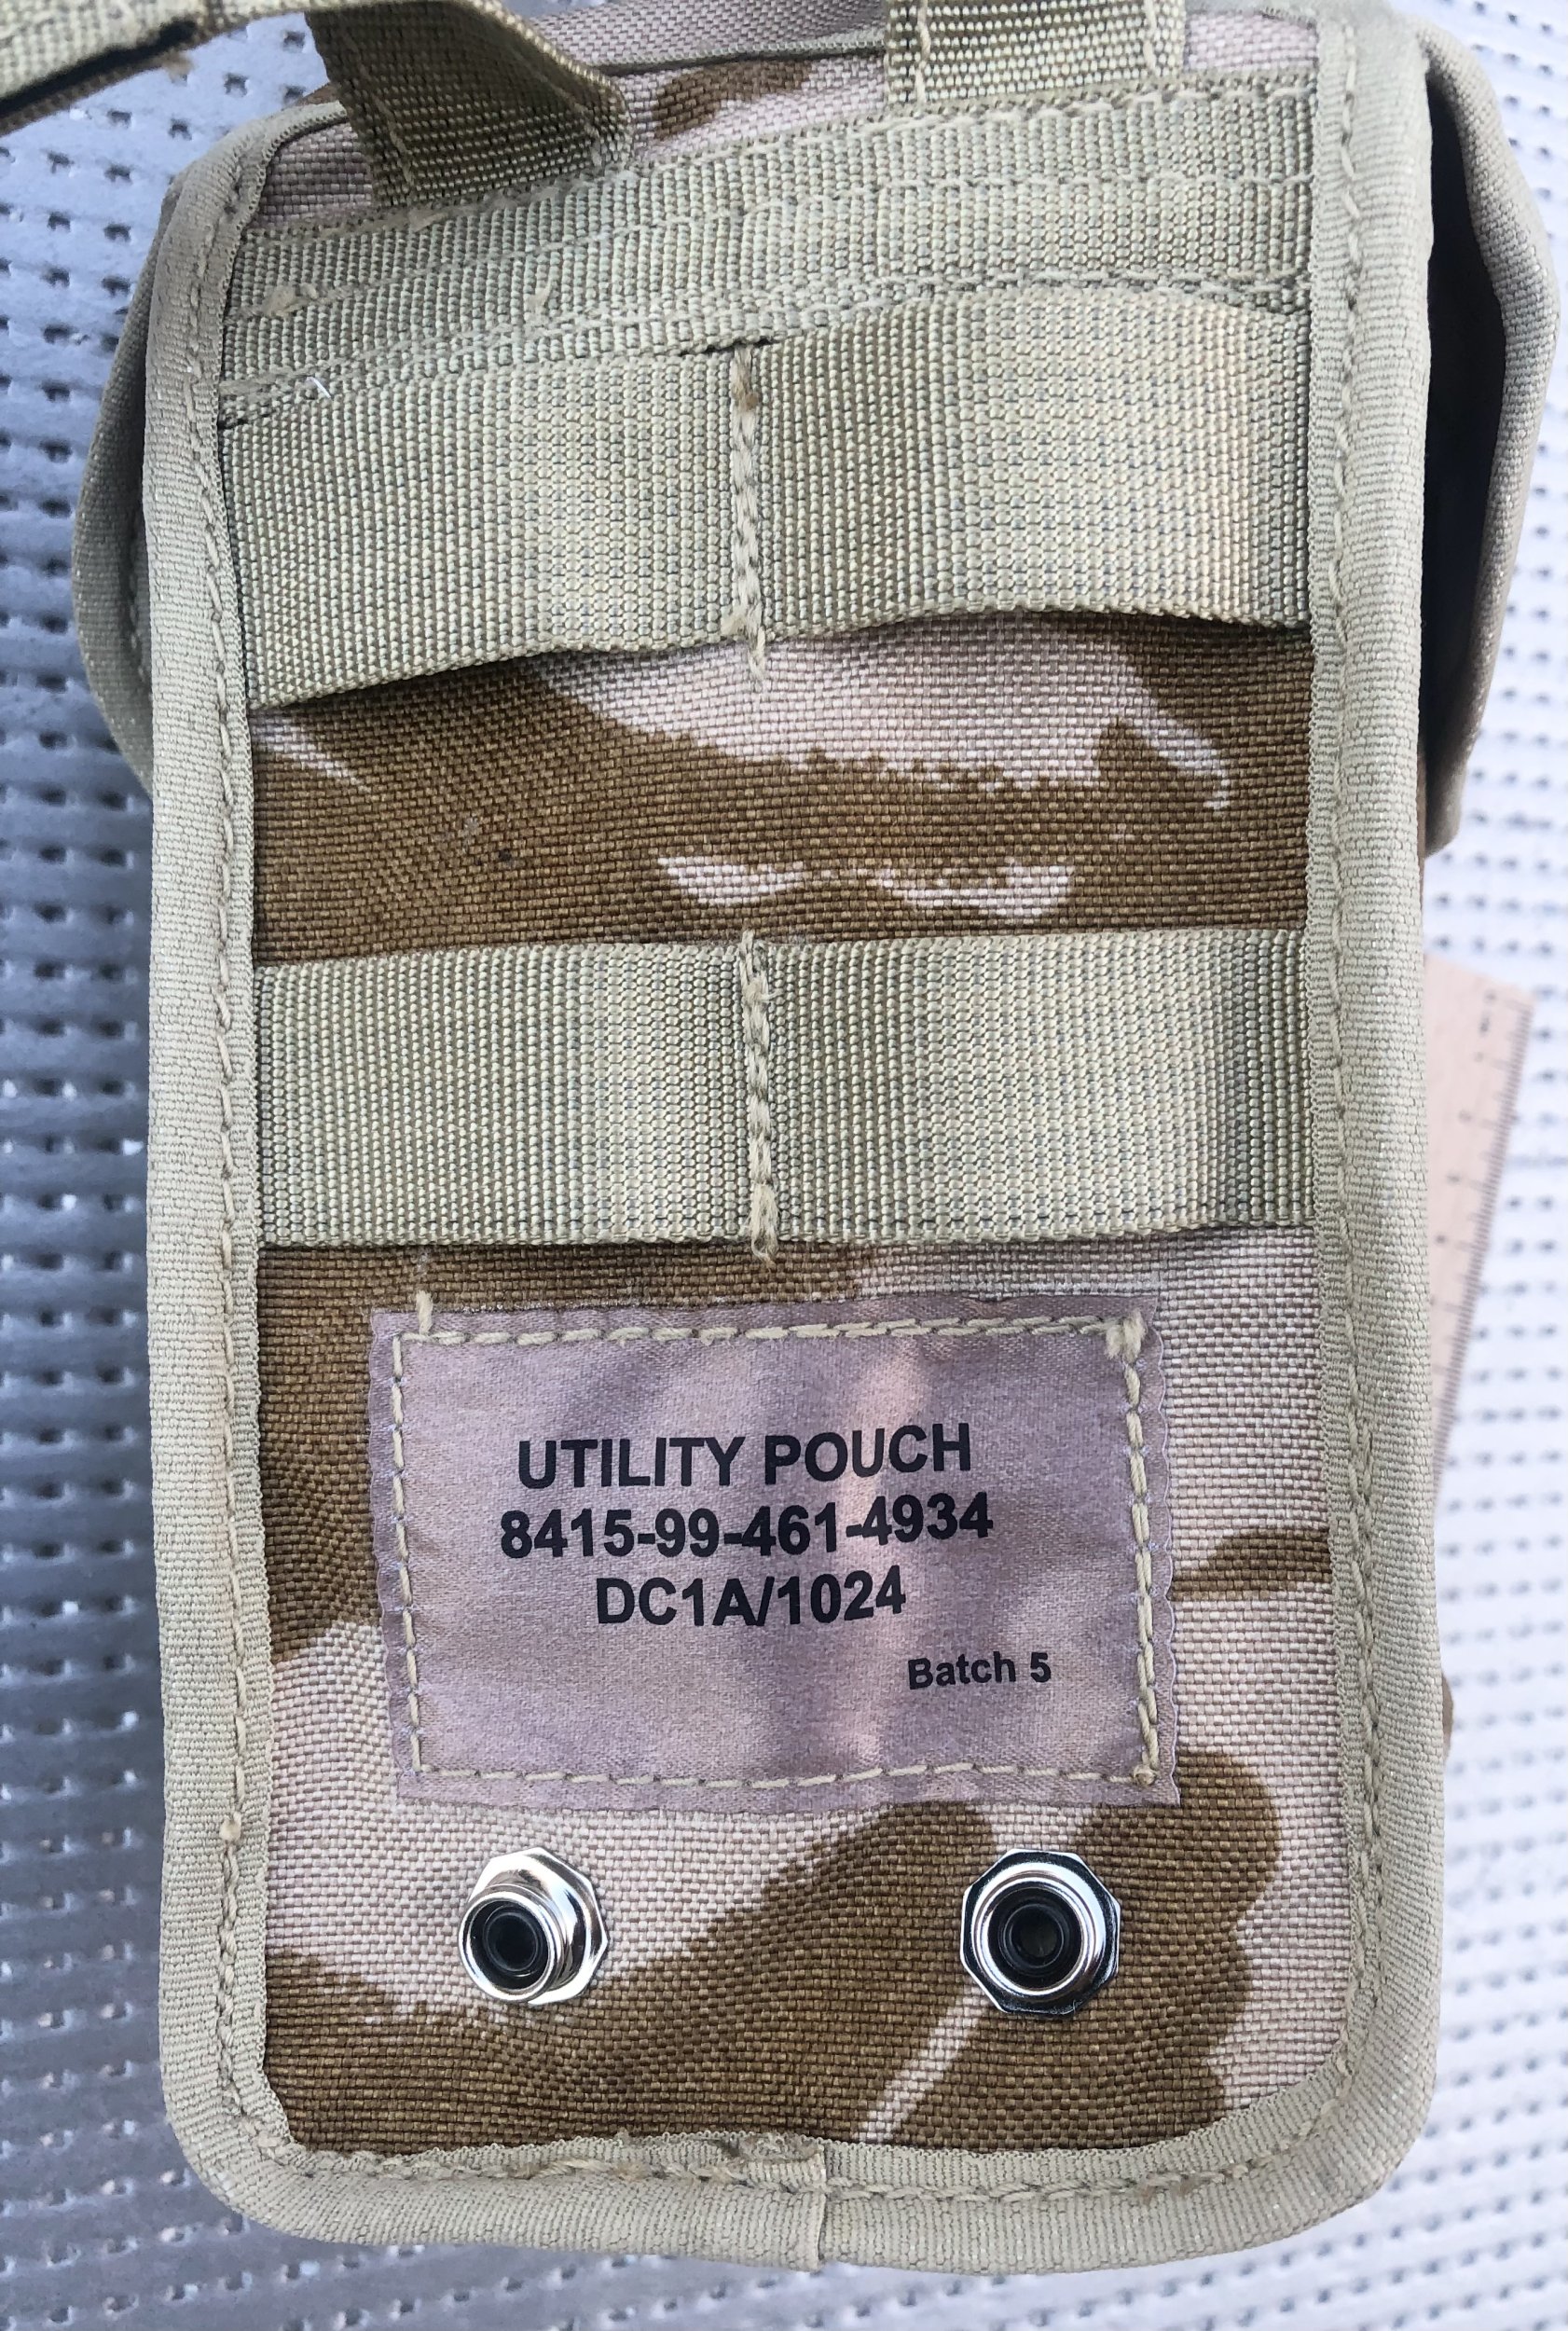 UTILITY POUCH
8415-99-461-4934
DC1A/1024
Batch 5